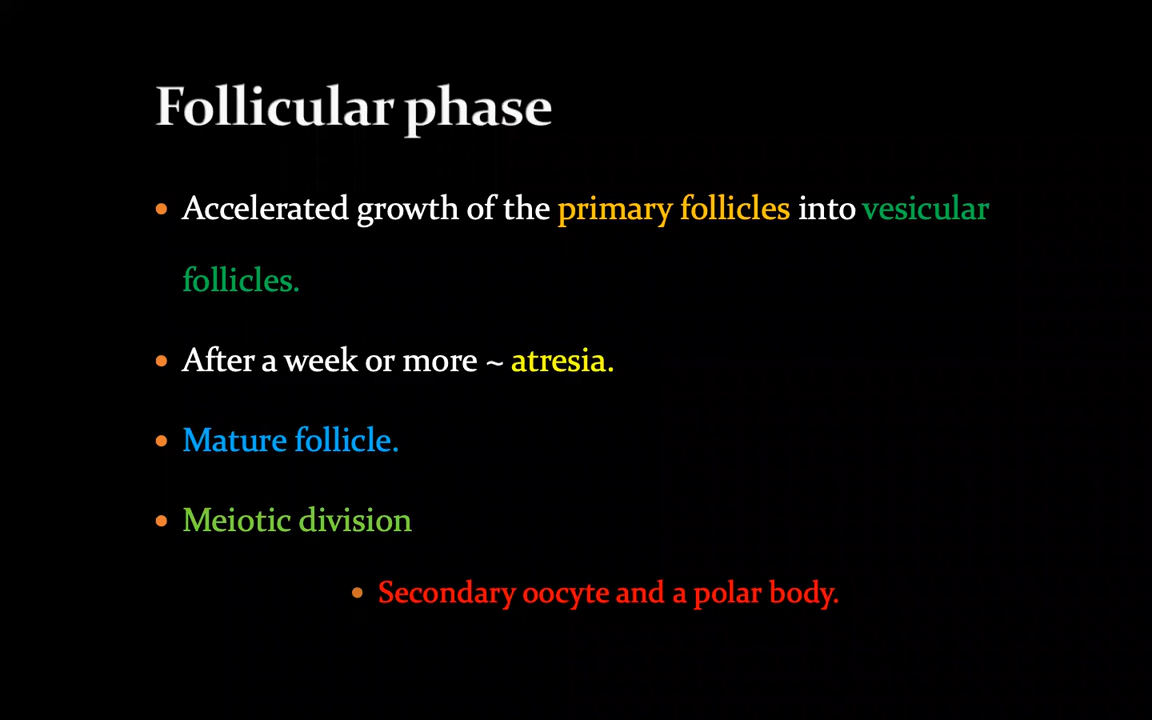 Follicular phase
• Accelerated growth of the primary follicles into vesicular
follicles.
• After a week or more ~ atresia.
• Mature follicle.
• Meiotic division
• Secondary oocyte and a polar body.